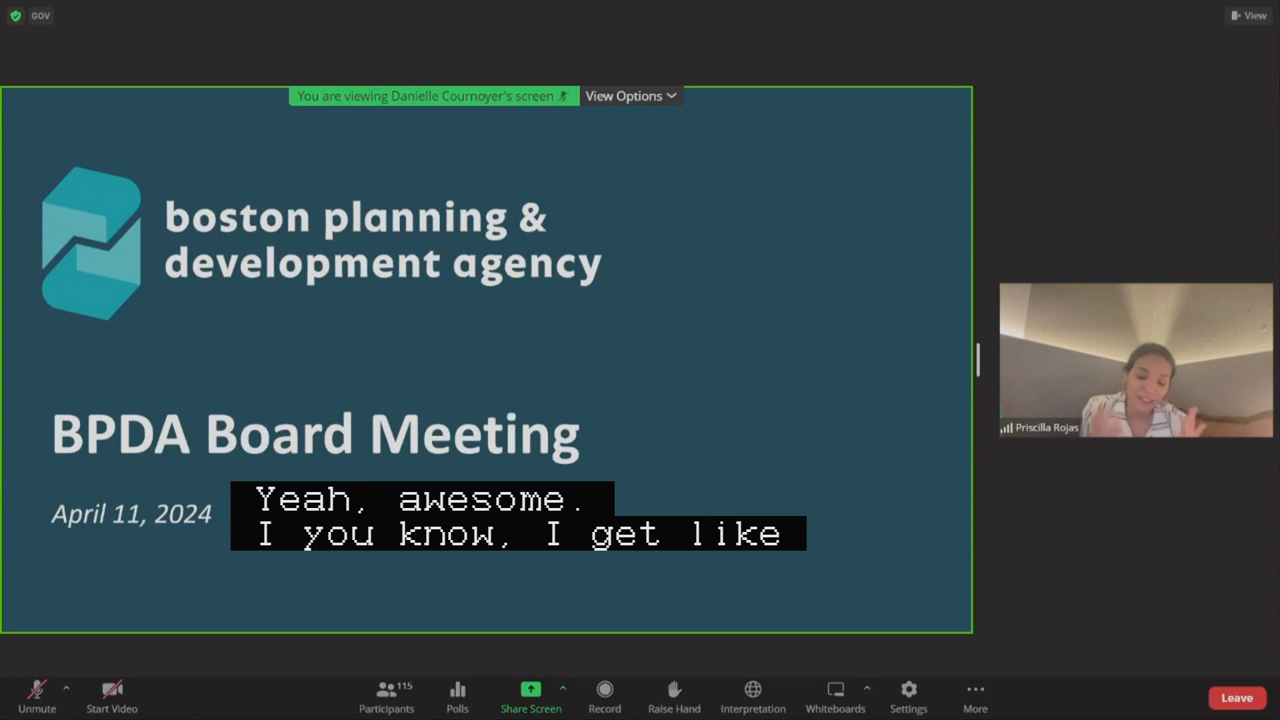 GOV
View
You are viewing Danielle Cournoyer's screen
View Options
boston planning &
development agency
BPDA Board Meeting
April 11, 2024
Yeah, awesome.
I you know, I get like
Priscilla Rojas
Unmute
Start Video
115
Participants
Polls
Share Screen
Record
Raise Hand
Interpretation
Whiteboards
Settings
More
Leave